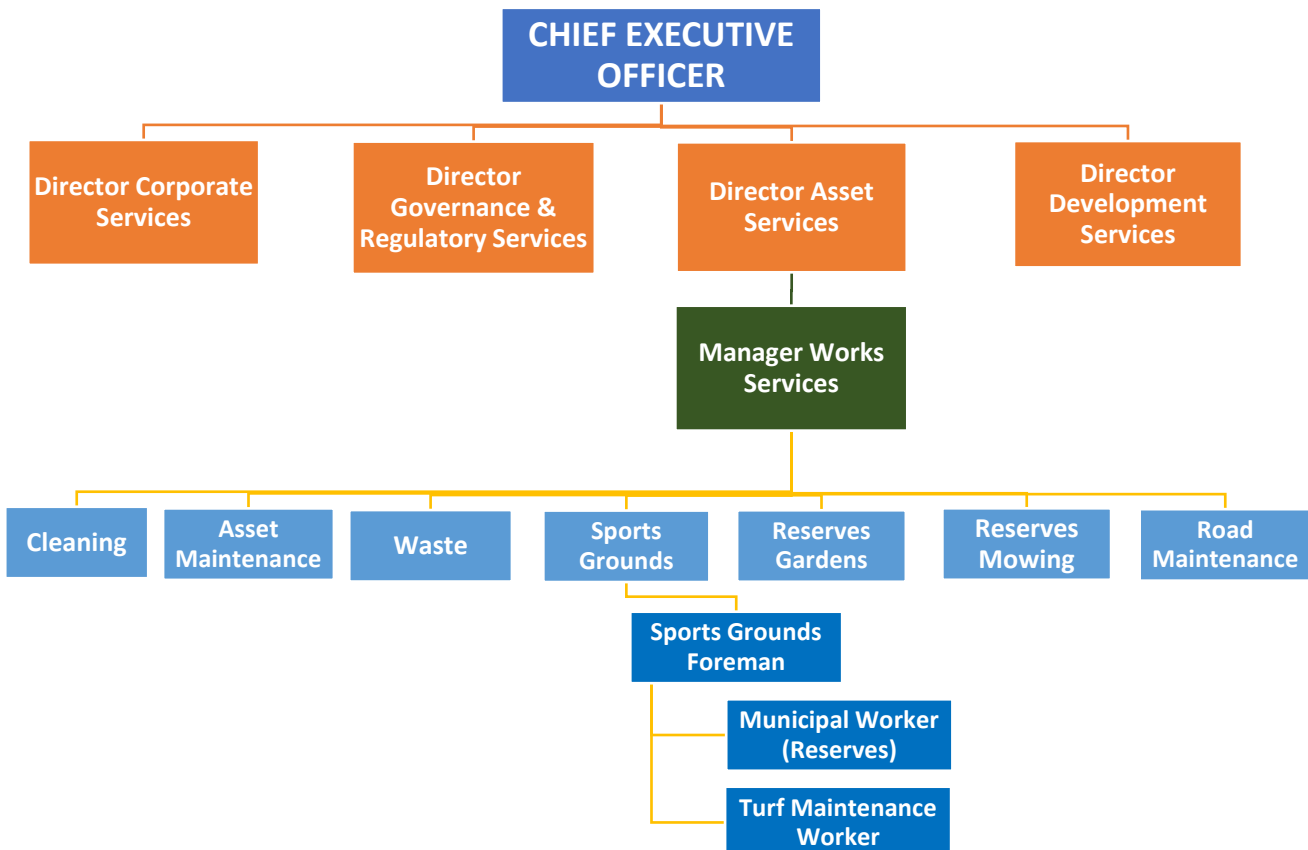 CHIEF EXECUTIVE
OFFICER
Director Corporate
Services
Director
Governance &
Regulatory Services
Director Asset
Services
Director
Development
Services
Manager Works
Services
Cleaning
Asset
Maintenance
Waste
Sports
Grounds
Reserves
Gardens
Reserves
Mowing
Road
Maintenance
Sports Grounds
Foreman
Municipal Worker
(Reserves)
Turf Maintenance
Worker